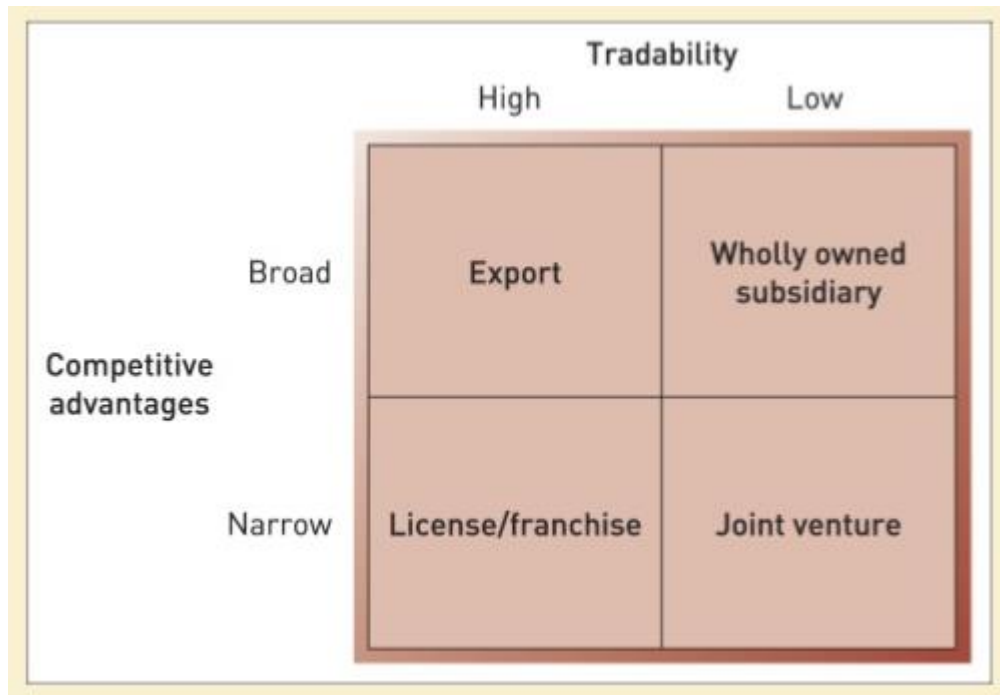 Tradability
High Low
Broad Export Wholly owned
subsidiary
Competitive
advantages
Narrow License/franchise Joint venture